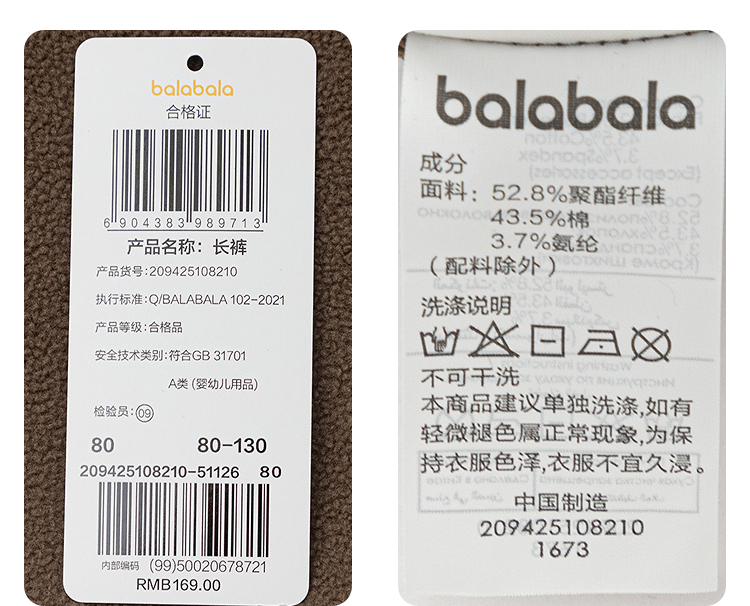 balabala
合格证
6 904383 989713
产品名称：长裤
产品货号:209425108210
执行标准:Q/BALABALA 102-2021
产品等级:合格品
安全技术类别:符合GB 31701
A类 (婴幼儿用品)
检验员:09
80 80-130
209425108210-51126 80
内部编码 (99)50020678721
RMB169.00
balabala
成分
面料：52.8%聚酯纤维
43.5%棉
3.7%氨纶
（配料除外）
洗涤说明
不可干洗
本商品建议单独洗涤,如有
轻微褪色属正常现象,为保
持衣服色泽,衣服不宜久浸。
中国制造
209425108210
1673